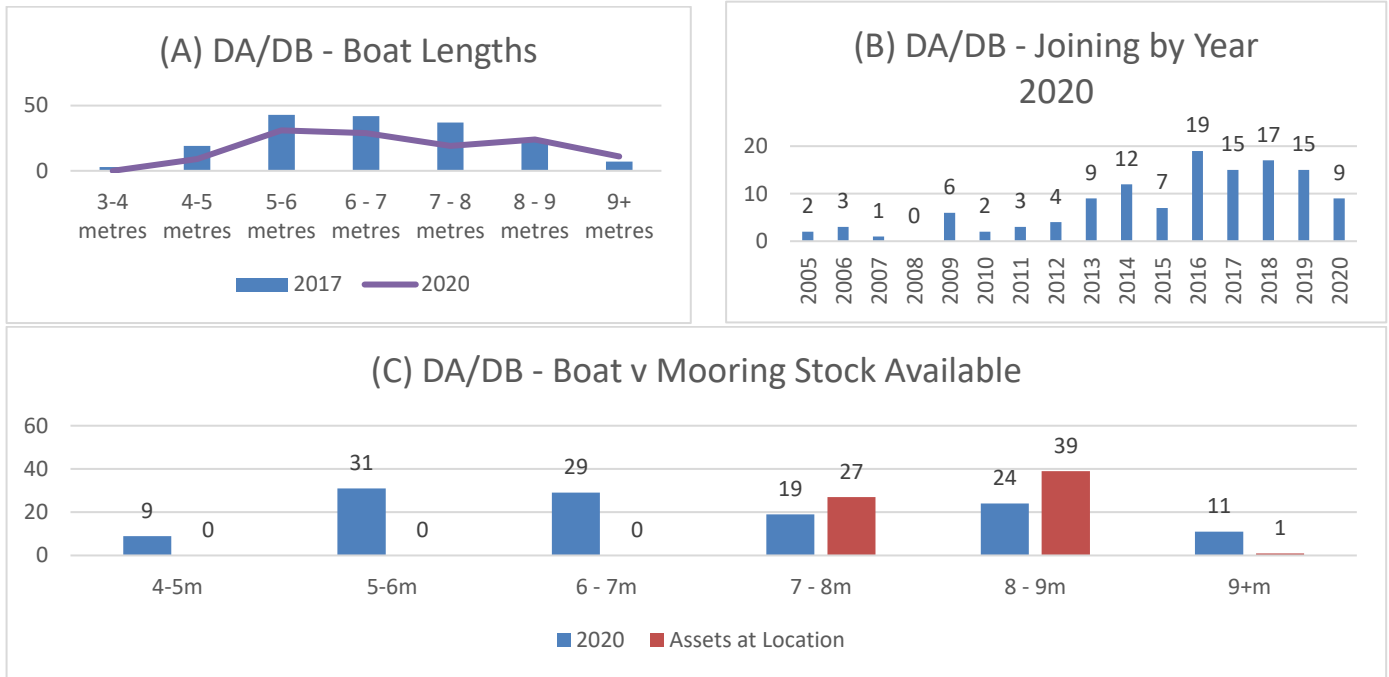 (A) DA/DB - Boat Lengths
50
0
3-4 metres
4-5 metres
5-6 metres
6 - 7 metres
7 - 8 metres
8 - 9 metres
9+ metres
2017 2020
(B) DA/DB - Joining by Year
2020
20
10
0
2 3 1 0 6 2 3 4 9 12 7 19 15 17 15 9
2005 2006 2007 2008 2009 2010 2011 2012 2013 2014 2015 2016 2017 2018 2019 2020
(C) DA/DB - Boat v Mooring Stock Available
60
40
20
0
9 0 31 0 29 0 19 27 24 39 11 1
4-5m 5-6m 6 - 7m 7 - 8m 8 - 9m 9+m
2020 Assets at Location